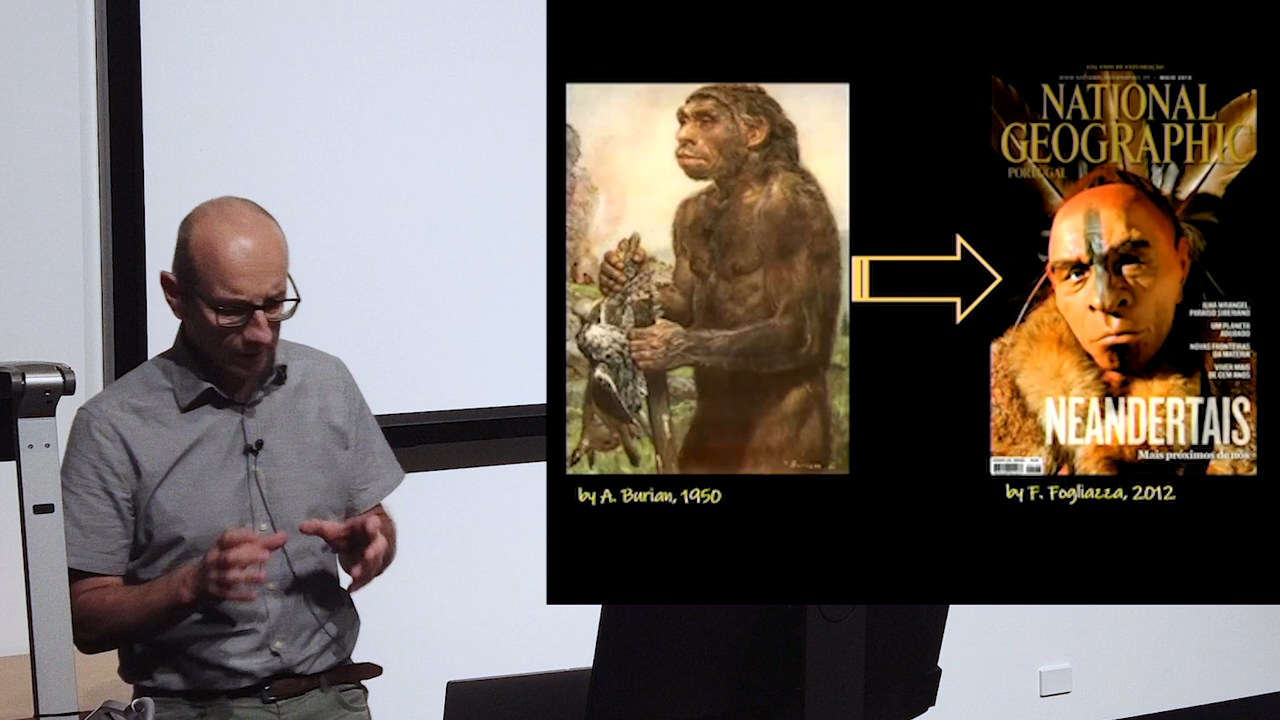 NATIONAL
GEOGRAPHIC
PORTUGAL
ILHA WRANGEL
PARAÍSO SIBERIANO
UM PLANETA
NOVAS FRONTEIRAS
DA MATÉRIA
VIVER MAIS
DE CEM ANOS
NEANDERTAIS
Mais próximos de nós
by A. Burian, 1950
by F. Fogliazza, 2012